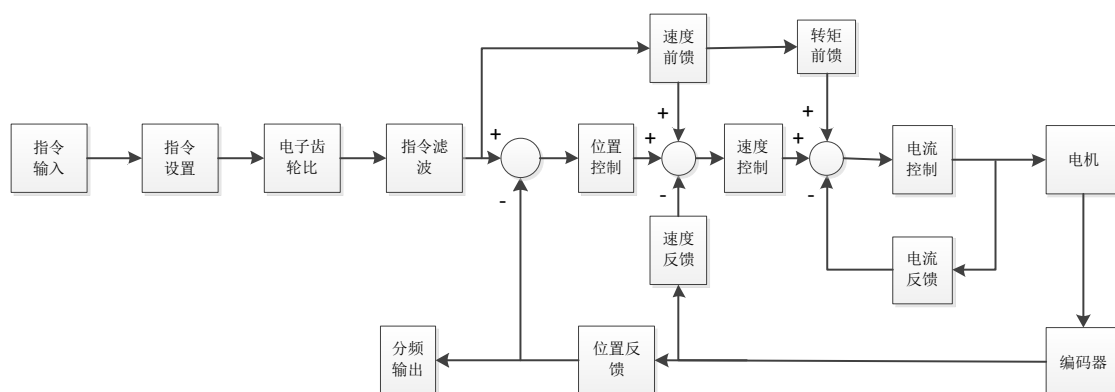 速度
前馈
转矩
前馈
+
+
指令
输入
指令
设置
电子齿
轮比
指令滤
波
+
位置
控制
+
速度
控制
+
电流
控制
电机
-
-
-
速度
反馈
电流
反馈
分频
输出
位置反
馈
编码器